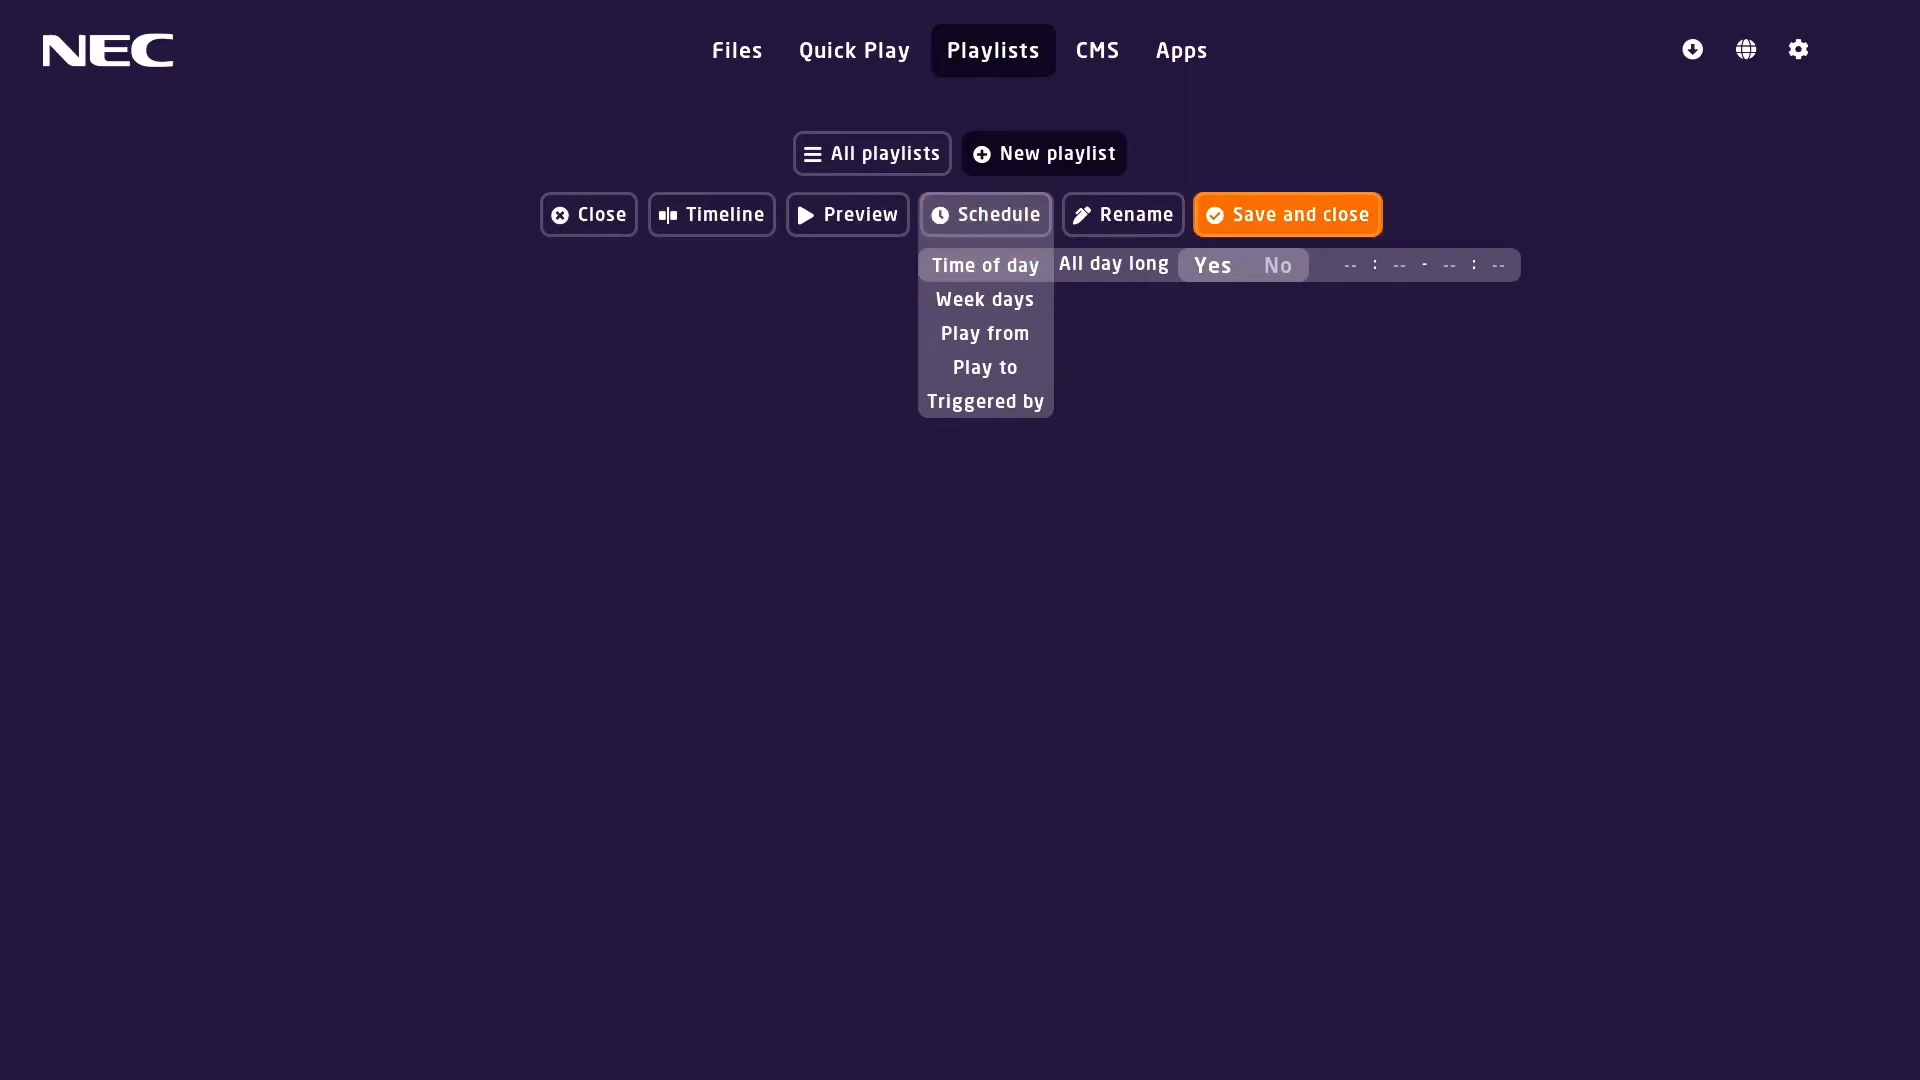 NEC
Files Quick Play Playlists CMS Apps
All playlists New playlist
Close Timeline Preview Schedule Rename Save and close
Time of day All day long Yes No -- : -- - -- : --
Week days
Play from
Play to
Triggered by